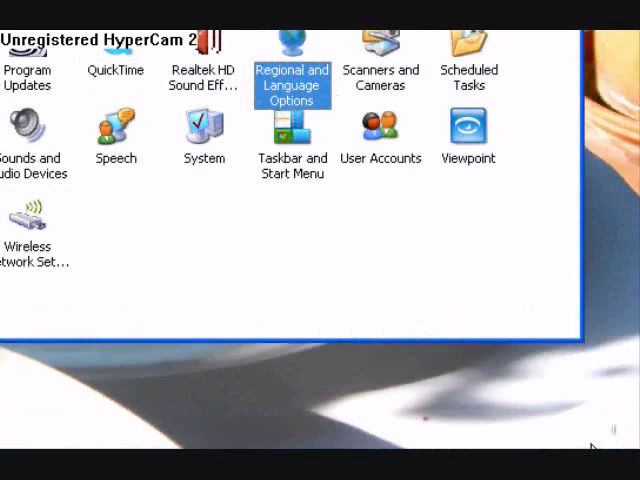 Unregistered HyperCam 2
Program
Updates
QuickTime
Realtek HD
Sound Eff...
Regional and
Language
Options
Scanners and
Cameras
Scheduled
Tasks
Sounds and
udio Devices
Speech
System
Taskbar and
Start Menu
User Accounts
Viewpoint
Wireless
etwork Set...